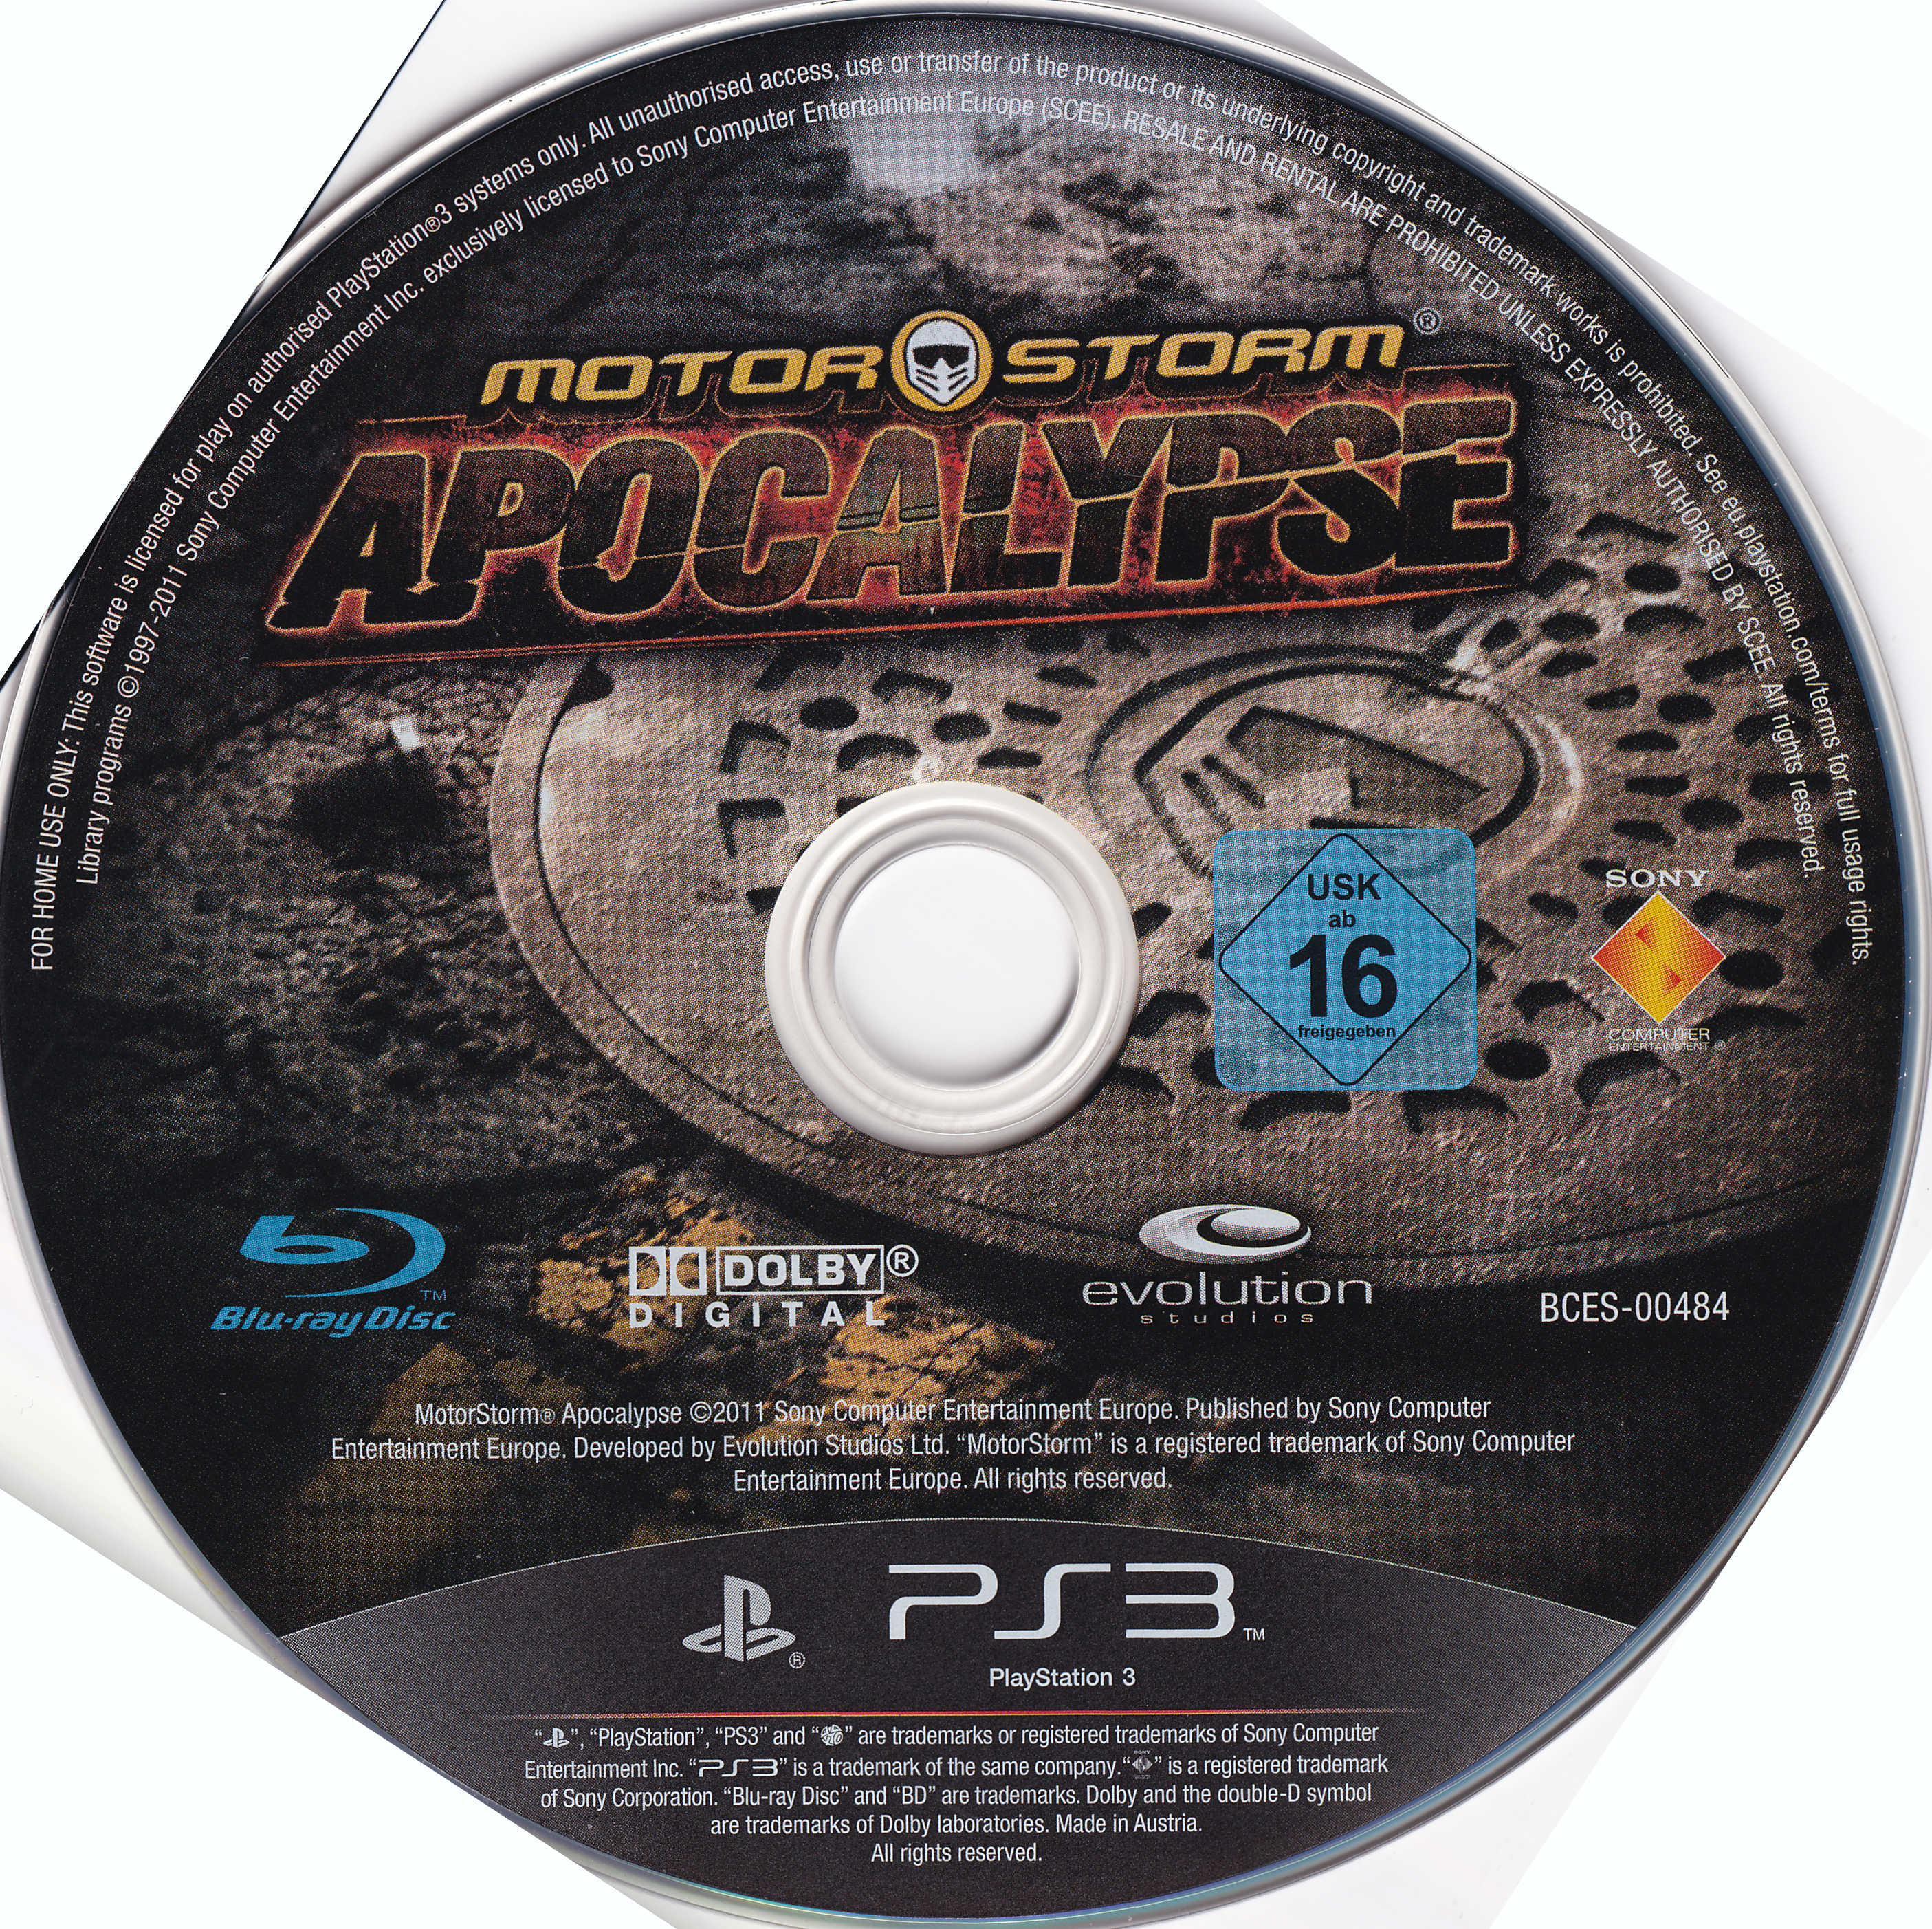 FOR HOME USE ONLY: This software is licensed for play on authorised PlayStation®3 systems only. All unauthorised access, use or transfer of the product or its underlying copyright and trademark works is prohibited. See eu.playstation.com/terms for full usage rights.
Library programs ©1997-2011 Sony Computer Entertainment Inc. exclusively licensed to Sony Computer Entertainment Europe (SCEE). RESALE AND RENTAL ARE PROHIBITED UNLESS EXPRESSLY AUTHORISED BY SCEE. All rights reserved.
MOTORSTORM®
APOCALYPSE
USK
ab
16
freigegeben
SONY
COMPUTER
ENTERTAINMENT ®
Blu-ray Disc™
DOLBY®
DIGITAL
evolution
studios
BCES-00484
MotorStorm® Apocalypse ©2011 Sony Computer Entertainment Europe. Published by Sony Computer
Entertainment Europe. Developed by Evolution Studios Ltd. “MotorStorm” is a registered trademark of Sony Computer
Entertainment Europe. All rights reserved.
® PS3™
PlayStation 3
“ ”, “PlayStation”, “PS3” and “ ” are trademarks or registered trademarks of Sony Computer
Entertainment Inc. “PS3” is a trademark of the same company.“ ” is a registered trademark
of Sony Corporation. “Blu-ray Disc” and “BD” are trademarks. Dolby and the double-D symbol
are trademarks of Dolby laboratories. Made in Austria.
All rights reserved.